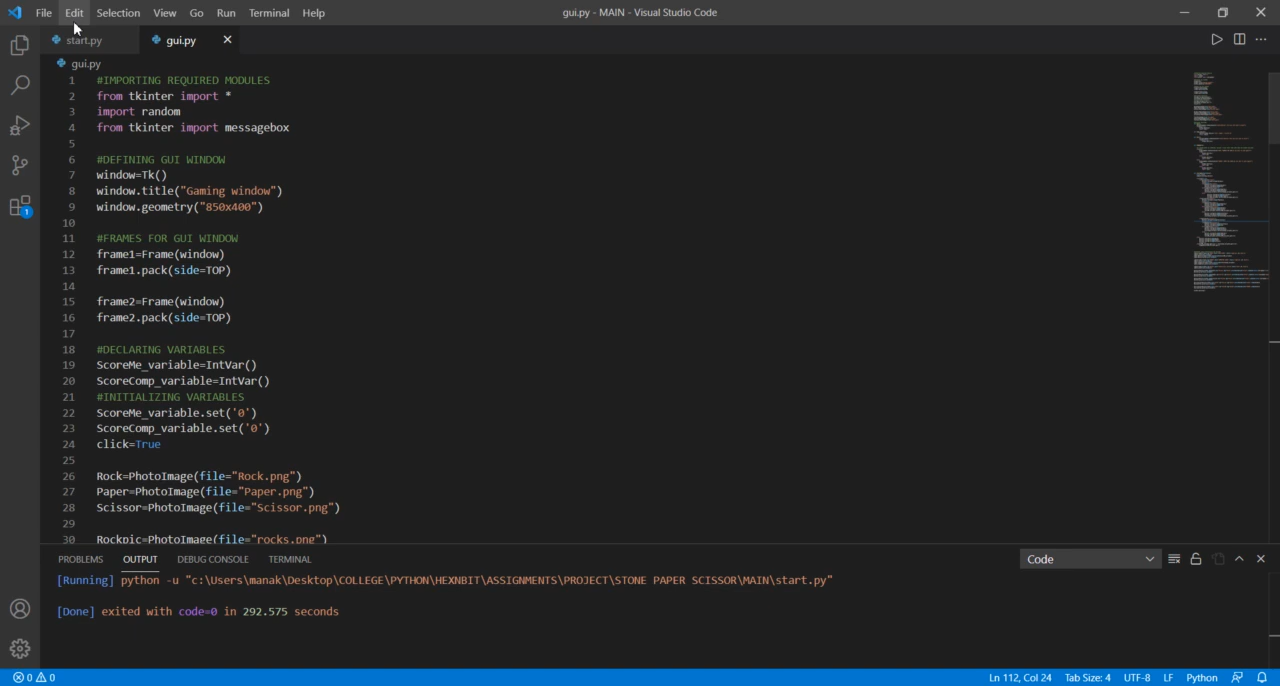 File Edit Selection View Go Run Terminal Help gui.py - MAIN - Visual Studio Code
start.py gui.py
gui.py
1 #IMPORTING REQUIRED MODULES
2 from tkinter import *
3 import random
4 from tkinter import messagebox
5
6 #DEFINING GUI WINDOW
7 window=Tk()
8 window.title("Gaming window")
9 window.geometry("850x400")
10
11 #FRAMES FOR GUI WINDOW
12 frame1=Frame(window)
13 frame1.pack(side=TOP)
14
15 frame2=Frame(window)
16 frame2.pack(side=TOP)
17
18 #DECLARING VARIABLES
19 ScoreMe_variable=IntVar()
20 ScoreComp_variable=IntVar()
21 #INITIALIZING VARIABLES
22 ScoreMe_variable.set('0')
23 ScoreComp_variable.set('0')
24 click=True
25
26 Rock=PhotoImage(file="Rock.png")
27 Paper=PhotoImage(file="Paper.png")
28 Scissor=PhotoImage(file="Scissor.png")
29
30 Rockpic=PhotoImage(file="rocks.png")
1
PROBLEMS OUTPUT DEBUG CONSOLE TERMINAL Code
[Running] python -u "c:\Users\manak\Desktop\COLLEGE\PYTHON\HEXNBIT\ASSIGNMENTS\PROJECT\STONE PAPER SCISSOR\MAIN\start.py"
[Done] exited with code=0 in 292.575 seconds
0 0 Ln 112, Col 24 Tab Size: 4 UTF-8 LF Python